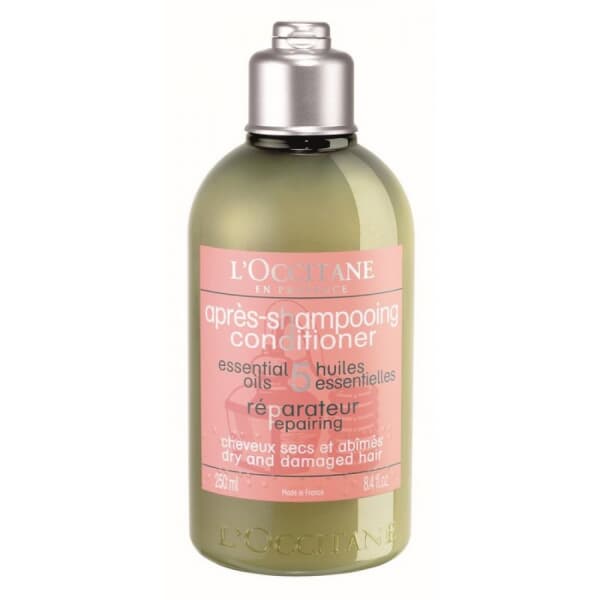 L'OCCITANE
EN PROVENCE
après-shampooing
conditioner
essential oils 5 huiles essentielles
réparateur
repairing
cheveux secs et abîmés
dry and damaged hair
250 ml 8.4 fl.oz.
Made in France
L'OCCITANE